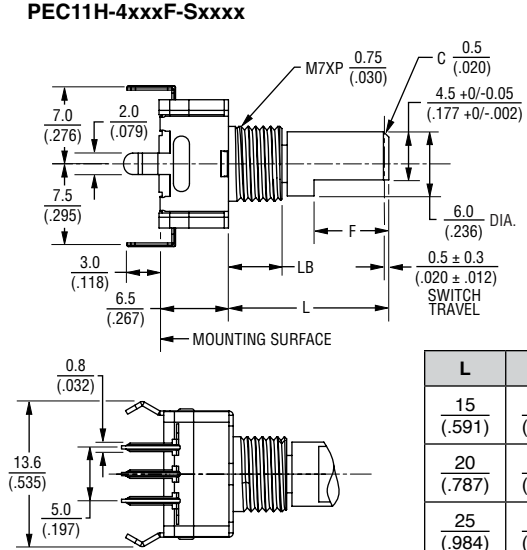 PEC11H-4xxxF-Sxxxx
M7XP 0.75
(.030)
C 0.5
(.020)
4.5 +0/-0.05
(.177 +0/-.002)
7.0
(.276)
2.0
(.079)
7.5
(.295)
6.0 DIA.
(.236)
F
3.0
(.118)
LB
0.5 ± 0.3
(.020 ± .012)
SWITCH
TRAVEL
6.5
(.267)
L
MOUNTING SURFACE
0.8
(.032)
13.6
(.535)
5.0
(.197)
L
15
(.591)
20
(.787)
25
(.984)